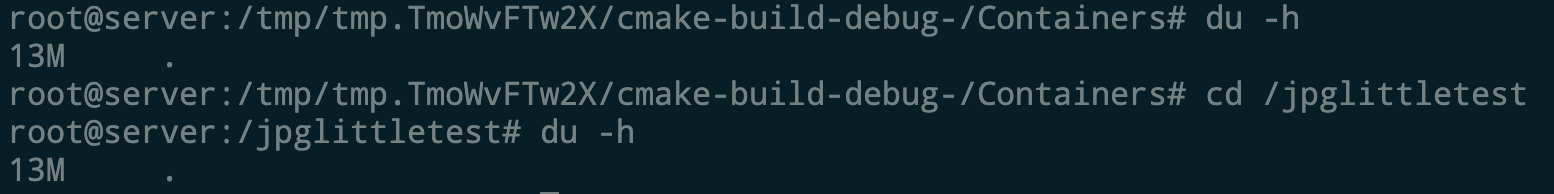 root@server:/tmp/tmp.TmoWvFTw2X/cmake-build-debug-/Containers# du -h
13M     .
root@server:/tmp/tmp.TmoWvFTw2X/cmake-build-debug-/Containers# cd /jpglittletest
root@server:/jpglittletest# du -h
13M     .